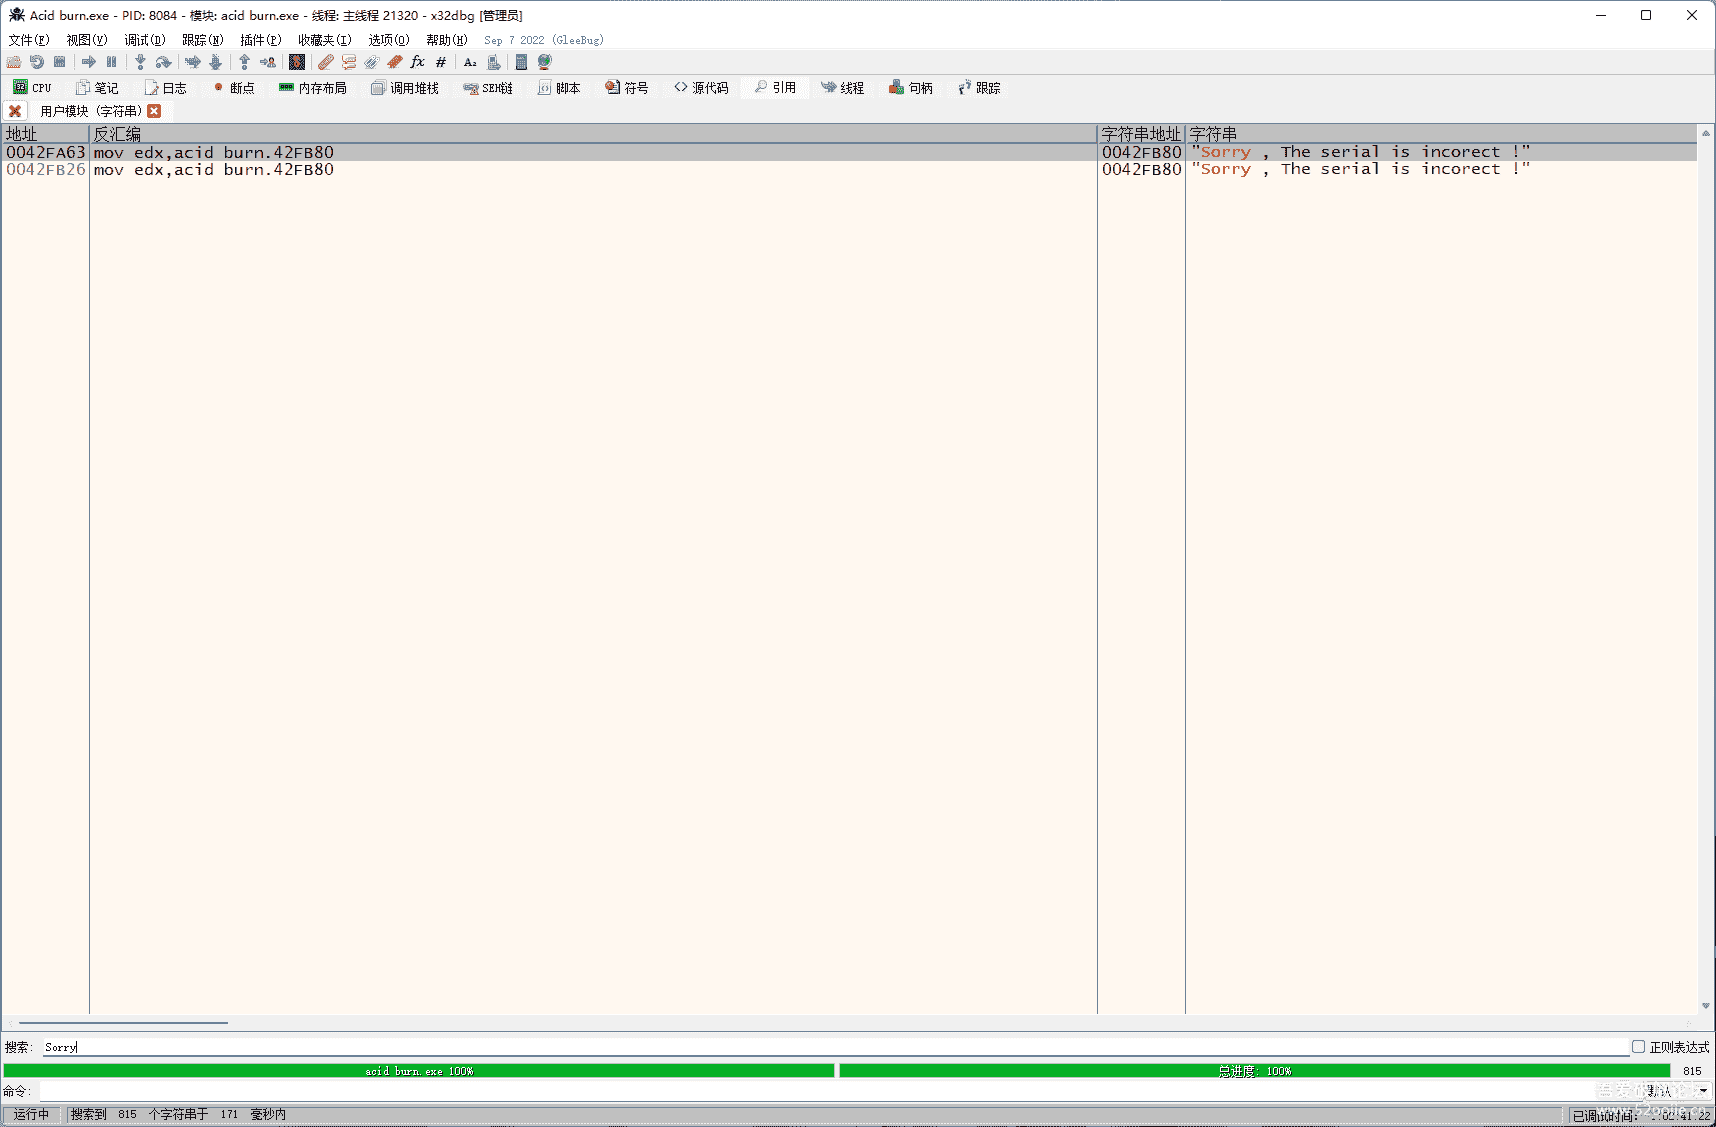 Acid burn.exe - PID: 8084 - 模块: acid burn.exe - 线程: 主线程 21320 - x32dbg [管理员]
文件(F) 视图(V) 调试(D) 跟踪(N) 插件(P) 收藏夹(I) 选项(O) 帮助(H) Sep 7 2022 (GleeBug)
fx # A₂
CPU 笔记 日志 断点 内存布局 调用堆栈 SEH链 脚本 符号 <> 源代码 引用 线程 句柄 跟踪
用户模块 (字符串)
地址 反汇编 字符串地址 字符串
0042FA63 mov edx,acid burn.42FB80 0042FB80 "Sorry , The serial is incorect !"
0042FB26 mov edx,acid burn.42FB80 0042FB80 "Sorry , The serial is incorect !"
搜索: Sorry 正则表达式
acid burn.exe 100% 总进度: 100% 815
命令: 默认
运行中 搜索到 815 个字符串于 171 毫秒内 已调试时间:
www.52pojie.cn